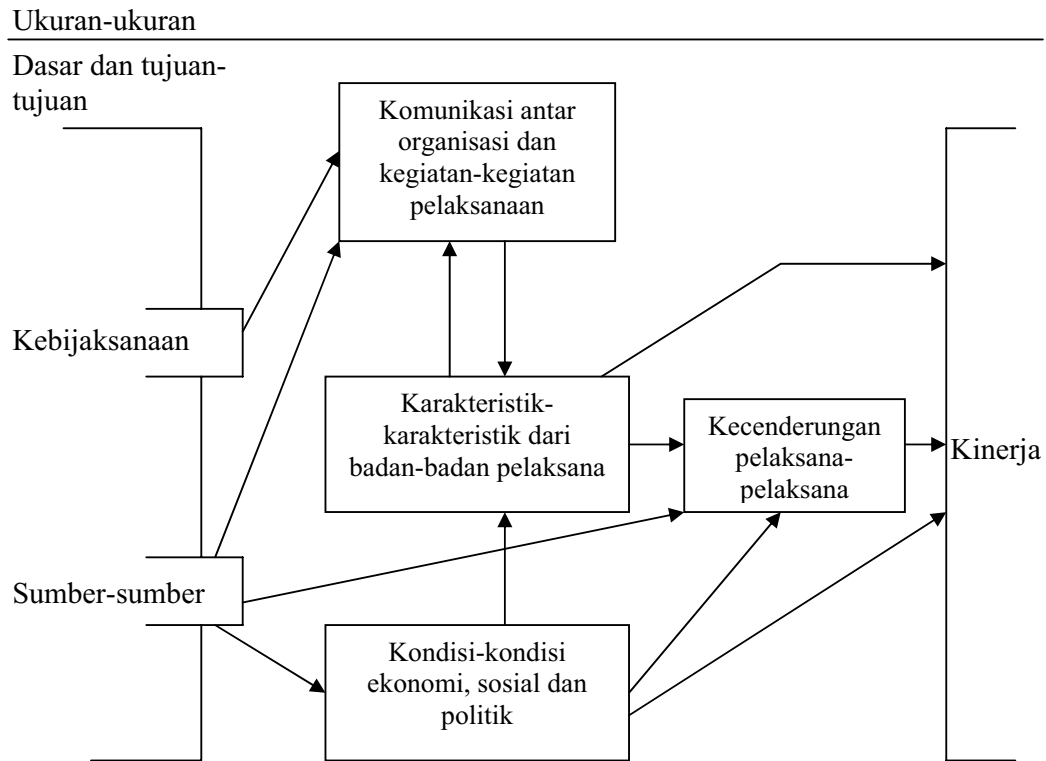 Ukuran-ukuran
Dasar dan tujuan-
tujuan
Komunikasi antar
organisasi dan
kegiatan-kegiatan
pelaksanaan
Kebijaksanaan
Karakteristik-
karakteristik dari
badan-badan pelaksana
Kecenderungan
pelaksana-
pelaksana
Kinerja
Sumber-sumber
Kondisi-kondisi
ekonomi, sosial dan
politik